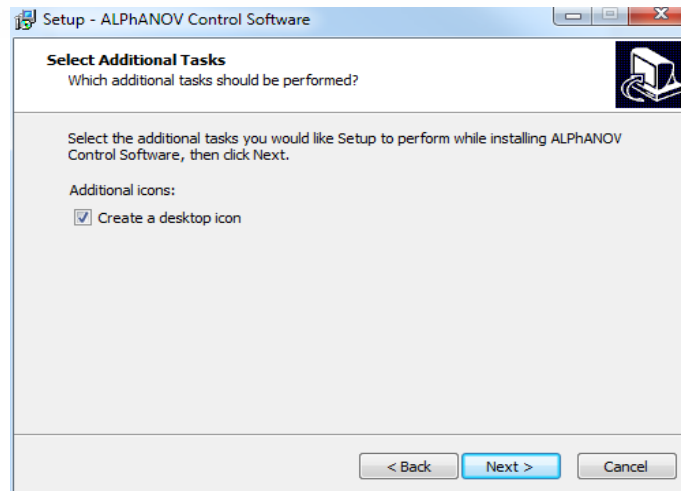 Setup - ALPhANOV Control Software
Select Additional Tasks
Which additional tasks should be performed?
Select the additional tasks you would like Setup to perform while installing ALPhANOV
Control Software, then click Next.
Additional icons:
Create a desktop icon
< Back Next > Cancel